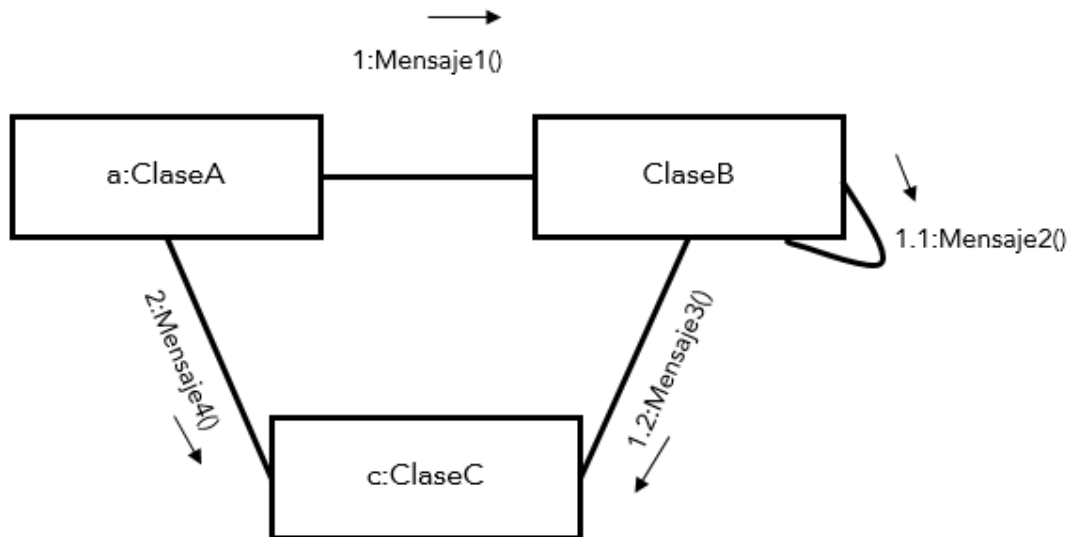 1:Mensaje1()
a:ClaseA
ClaseB
1.1:Mensaje2()
2:Mensaje4()
1.2:Mensaje3()
c:ClaseC